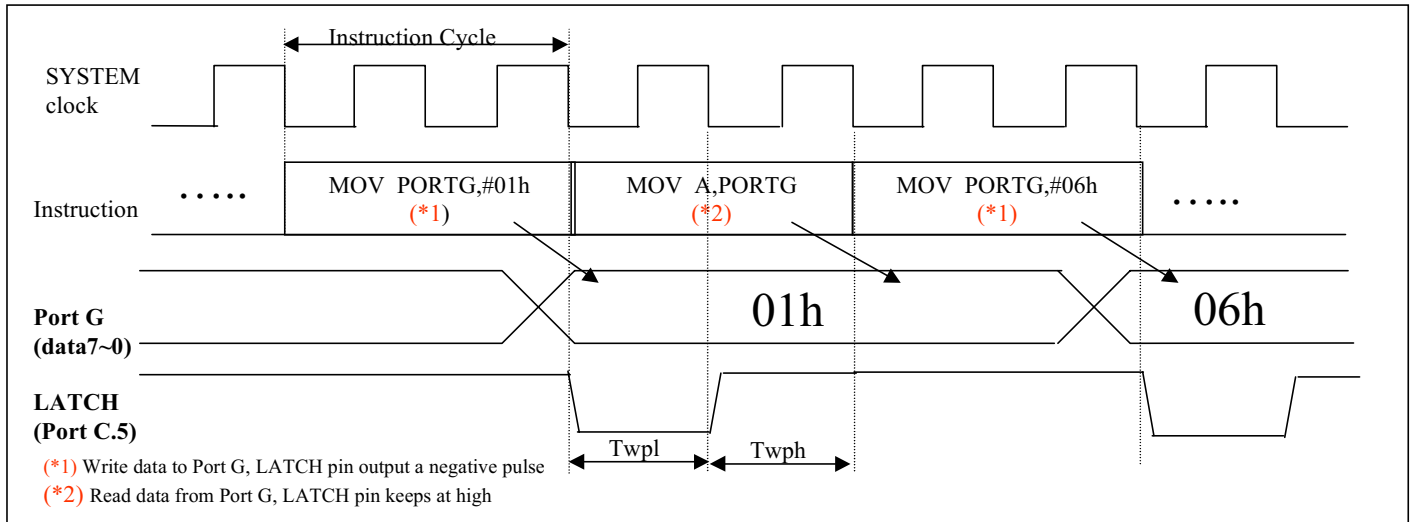 Instruction Cycle
SYSTEM
clock
Instruction
.....
MOV PORTG,#01h
(*1)
MOV A,PORTG
(*2)
MOV PORTG,#06h
(*1)
.....
Port G
(data7~0)
01h
06h
LATCH
(Port C.5)
Twpl
Twph
(*1) Write data to Port G, LATCH pin output a negative pulse
(*2) Read data from Port G, LATCH pin keeps at high